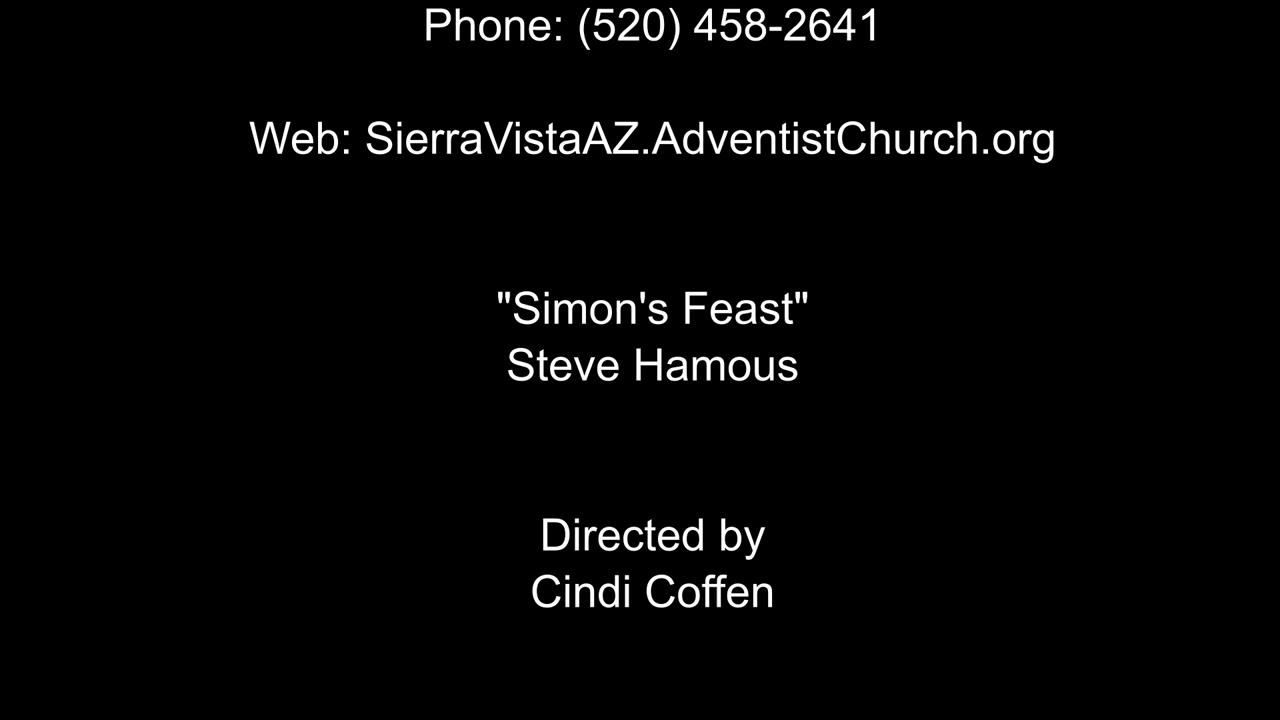 Phone: (520) 458-2641
Web: SierraVistaAZ.AdventistChurch.org
"Simon's Feast"
Steve Hamous
Directed by
Cindi Coffen